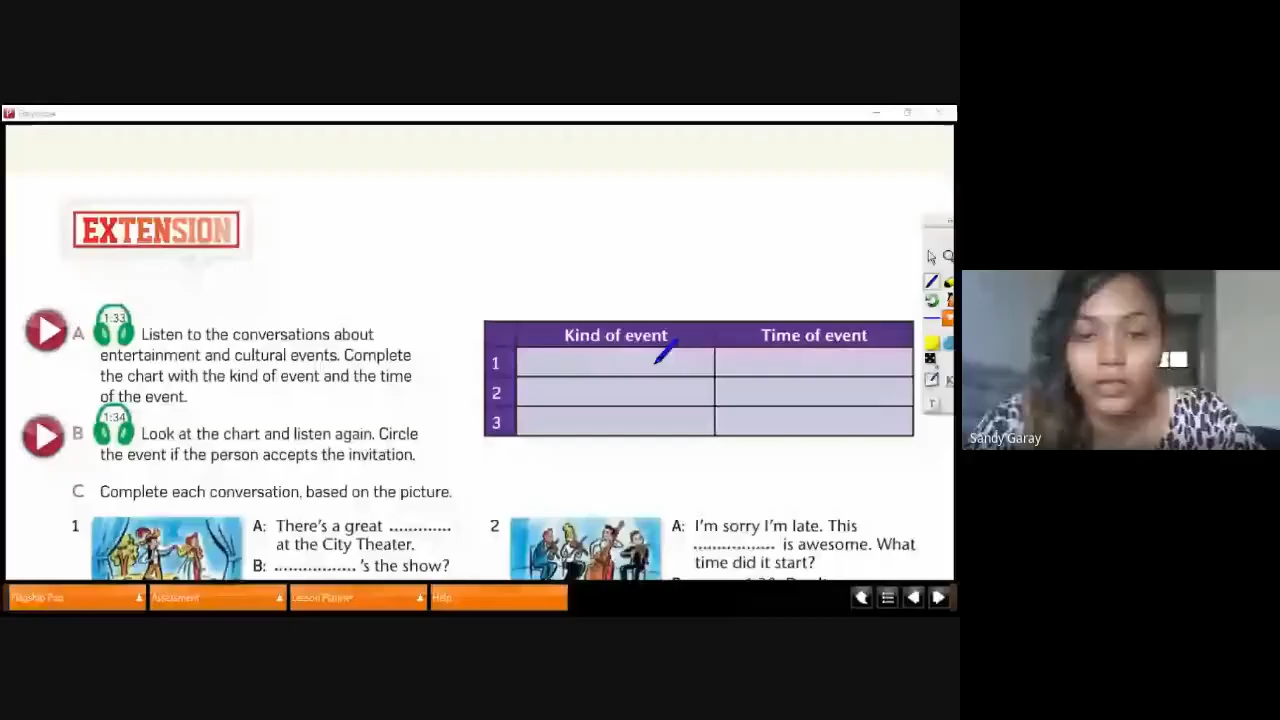 EXTENSION
1:33
A Listen to the conversations about
entertainment and cultural events. Complete
the chart with the kind of event and the time
of the event.
Kind of event Time of event
1
2
3
1:34
B Look at the chart and listen again. Circle
the event if the person accepts the invitation.
C Complete each conversation, based on the picture.
1 A: There's a great .............
at the City Theater.
B: ................. 's the show?
2 A: I'm sorry I'm late. This
................. is awesome. What
time did it start?
Assessment
Lesson Planner
Help
Sandy Garay